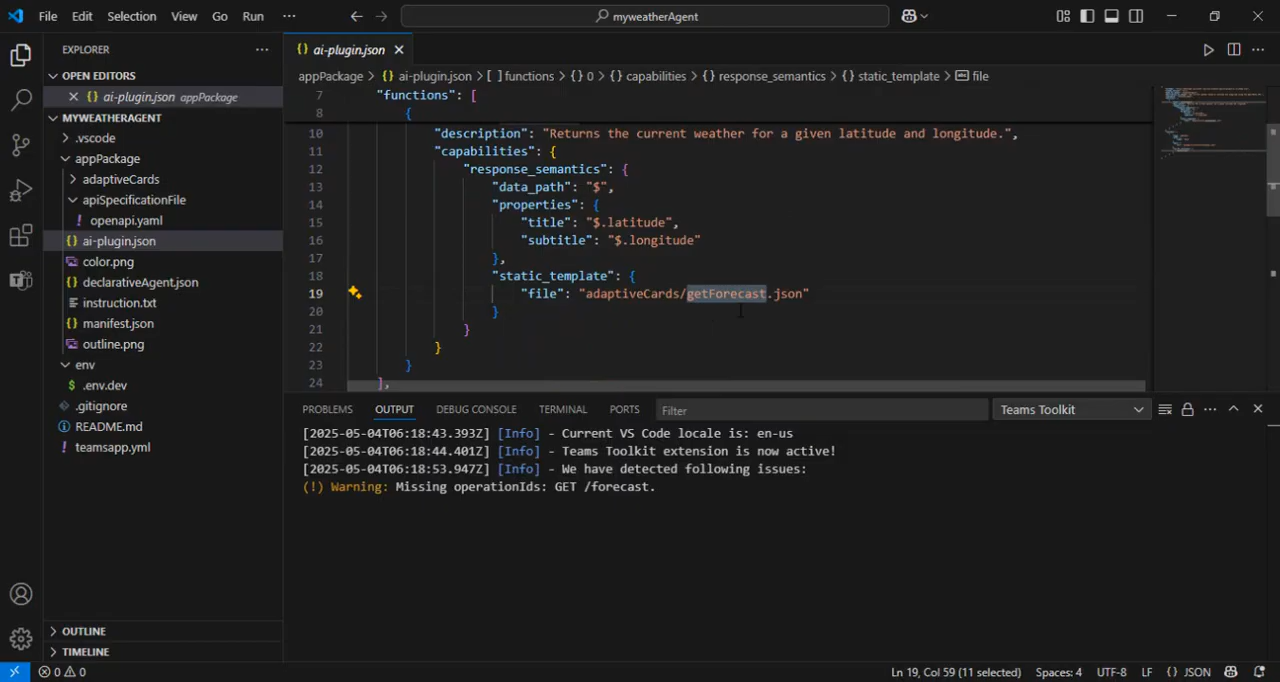 File Edit Selection View Go Run ··· myweatherAgent
EXPLORER ···
OPEN EDITORS
ai-plugin.json appPackage
MYWEATHERAGENT
.vscode
appPackage
adaptiveCards
apiSpecificationFile
! openapi.yaml
{} ai-plugin.json
color.png
{} declarativeAgent.json
instruction.txt
{} manifest.json
outline.png
env
$ .env.dev
.gitignore
README.md
! teamsapp.yml
OUTLINE
TIMELINE
{} ai-plugin.json
appPackage > {} ai-plugin.json > [ ] functions > {} 0 > {} capabilities > {} response_semantics > {} static_template > abc file
7 "functions": [
8 {
10 "description": "Returns the current weather for a given latitude and longitude.",
11 "capabilities": {
12 "response_semantics": {
13 "data_path": "$",
14 "properties": {
15 "title": "$.latitude",
16 "subtitle": "$.longitude"
17 },
18 "static_template": {
19 "file": "adaptiveCards/getForecast.json"
20 }
21 }
22 }
23 }
24 ],
PROBLEMS OUTPUT DEBUG CONSOLE TERMINAL PORTS Filter Teams Toolkit
[2025-05-04T06:18:43.393Z] [Info] - Current VS Code locale is: en-us
[2025-05-04T06:18:44.401Z] [Info] - Teams Toolkit extension is now active!
[2025-05-04T06:18:53.947Z] [Info] - We have detected following issues:
(!) Warning: Missing operationIds: GET /forecast.
0 0 Ln 19, Col 59 (11 selected) Spaces: 4 UTF-8 LF {} JSON